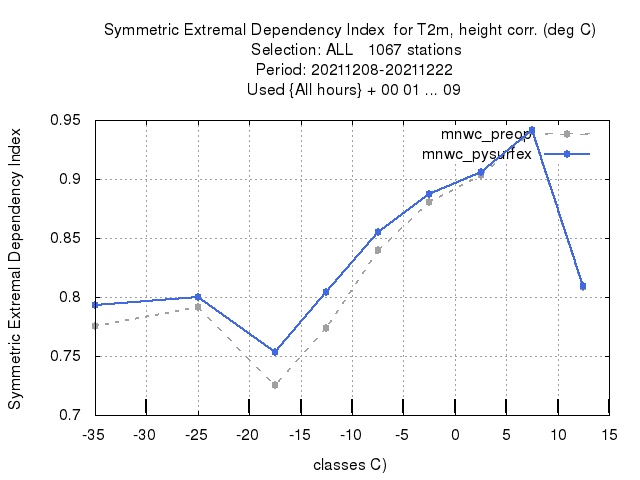 Symmetric Extremal Dependency Index  for T2m, height corr. (deg C)
Selection: ALL   1067 stations
Period: 20211208-20211222
Used {All hours} + 00 01 ... 09
mnwc_preop
mnwc_pysurfex
Symmetric Extremal Dependency Index
0.95
0.9
0.85
0.8
0.75
0.7
-35 -30 -25 -20 -15 -10 -5 0 5 10 15
classes C)